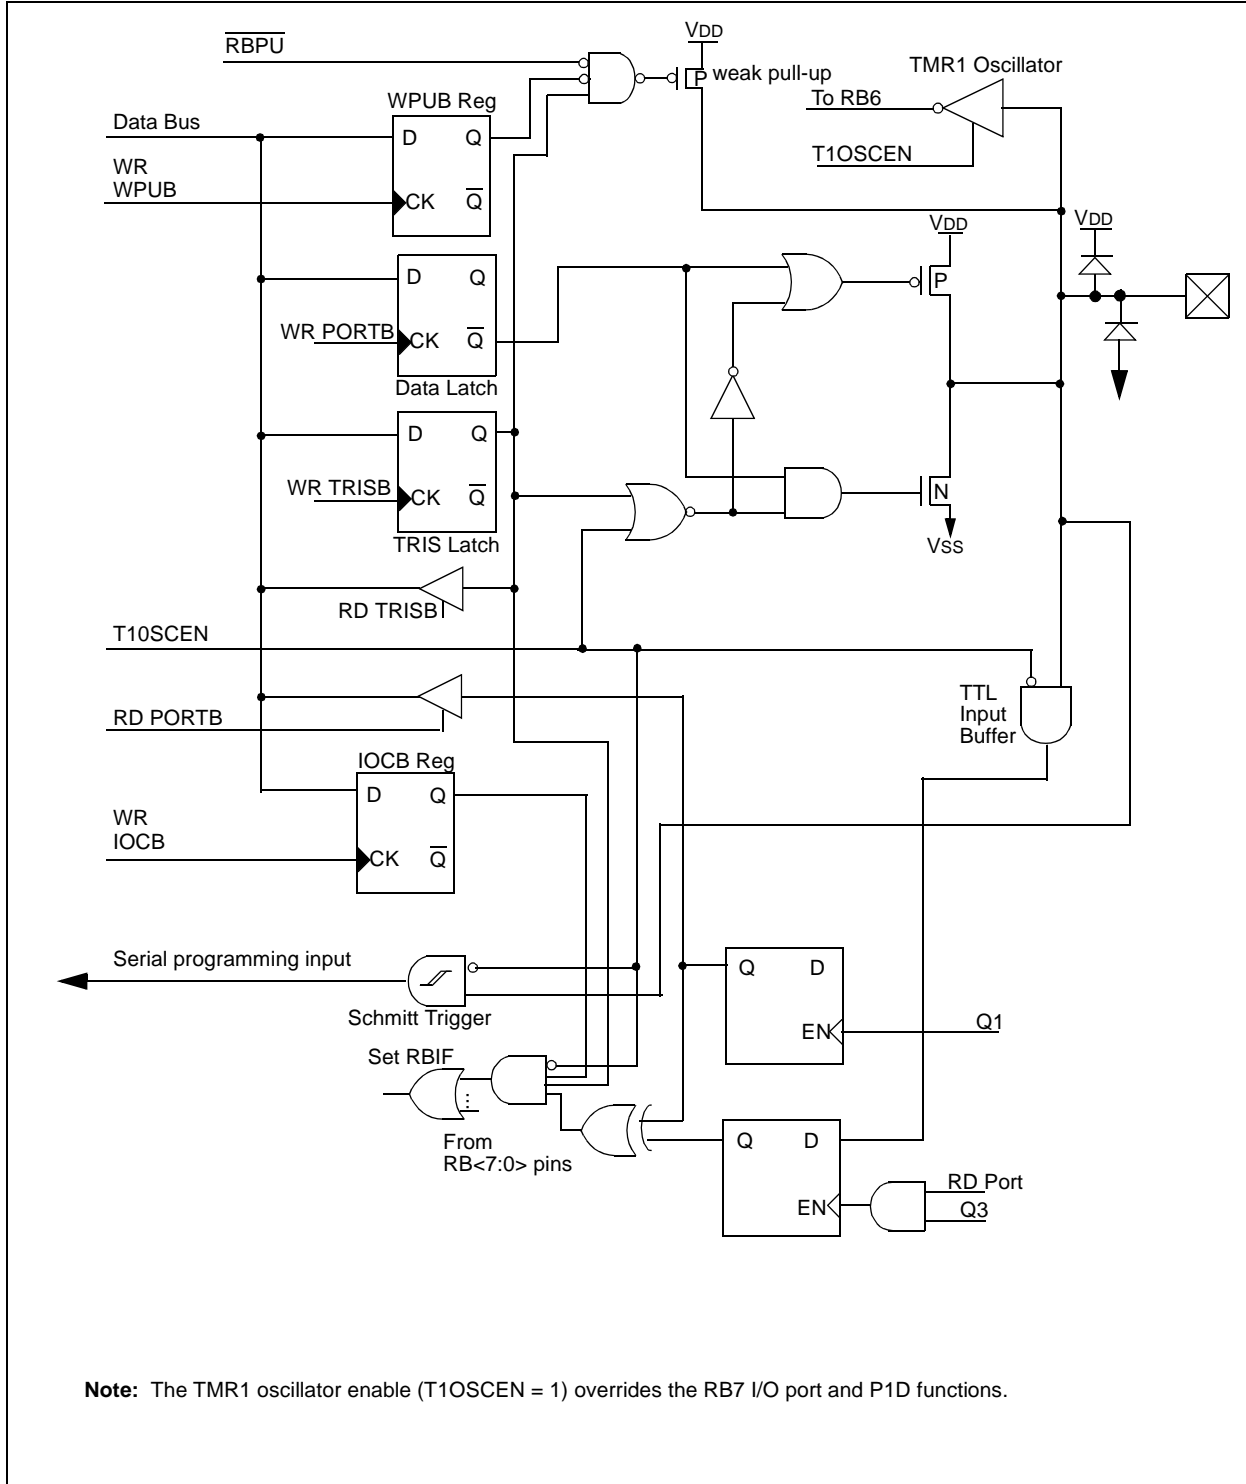 RBPU
VDD
P weak pull-up
TMR1 Oscillator
To RB6
T1OSCEN
WPUB Reg
Data Bus
D Q
WR
WPUB
CK Q
VDD
VDD
D Q
P
WR PORTB
CK Q
Data Latch
D Q
WR TRISB
CK Q
N
TRIS Latch
VSS
RD TRISB
T10SCEN
TTL
Input
Buffer
RD PORTB
IOCB Reg
D Q
WR
IOCB
CK Q
Serial programming input
Schmitt Trigger
Q D
EN
Q1
Set RBIF
From
RB<7:0> pins
Q D
EN
RD Port
Q3
Note: The TMR1 oscillator enable (T1OSCEN = 1) overrides the RB7 I/O port and P1D functions.